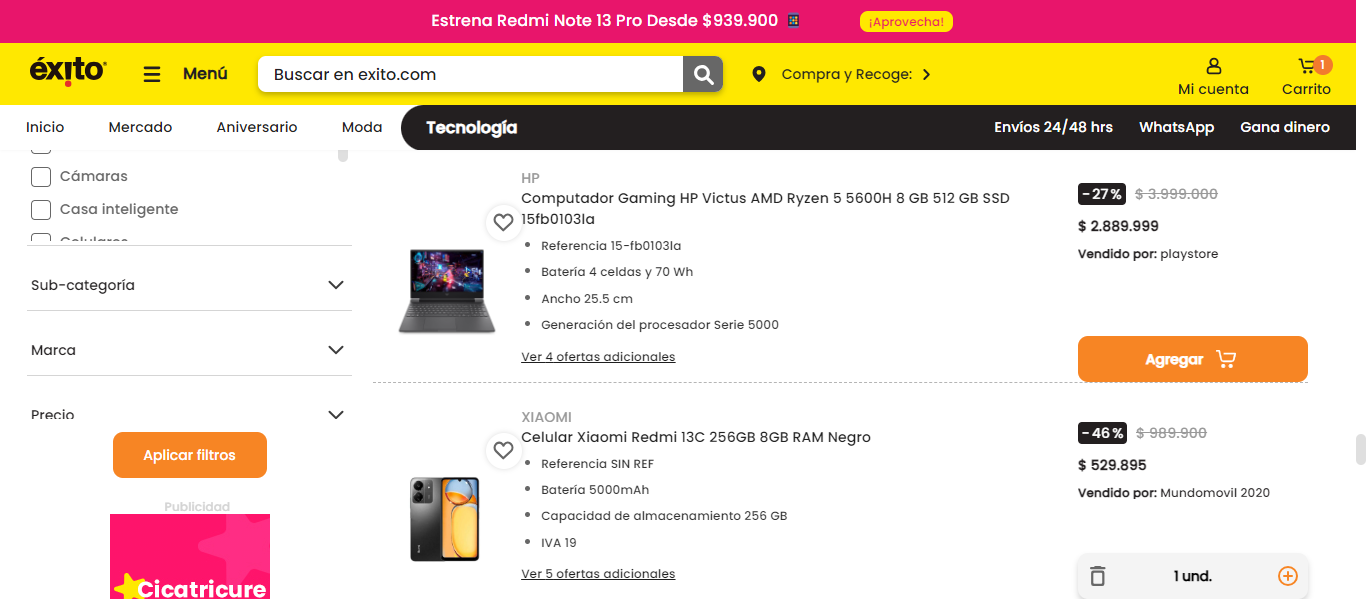 Estrena Redmi Note 13 Pro Desde $939.900
¡Aprovecha!
éxito
Menú
Buscar en exito.com
Compra y Recoge:
Mi cuenta
1
Carrito
Inicio
Mercado
Aniversario
Moda
Tecnología
Envíos 24/48 hrs
WhatsApp
Gana dinero
Cámaras
Casa inteligente
Celulares
Sub-categoría
Marca
Precio
Aplicar filtros
Publicidad
Cicatricure
HP
Computador Gaming HP Victus AMD Ryzen 5 5600H 8 GB 512 GB SSD
15fb0103la
Referencia 15-fb0103la
Batería 4 celdas y 70 Wh
Ancho 25.5 cm
Generación del procesador Serie 5000
Ver 4 ofertas adicionales
-27% $ 3.999.000
$ 2.889.999
Vendido por: playstore
Agregar
XIAOMI
Celular Xiaomi Redmi 13C 256GB 8GB RAM Negro
Referencia SIN REF
Batería 5000mAh
Capacidad de almacenamiento 256 GB
IVA 19
Ver 5 ofertas adicionales
-46% $ 989.900
$ 529.895
Vendido por: Mundomovil 2020
1 und.